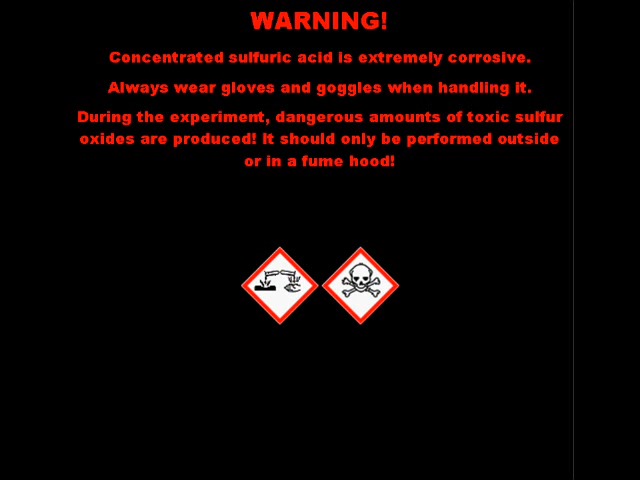 WARNING!
Concentrated sulfuric acid is extremely corrosive.
Always wear gloves and goggles when handling it.
During the experiment, dangerous amounts of toxic sulfur
oxides are produced! It should only be performed outside
or in a fume hood!